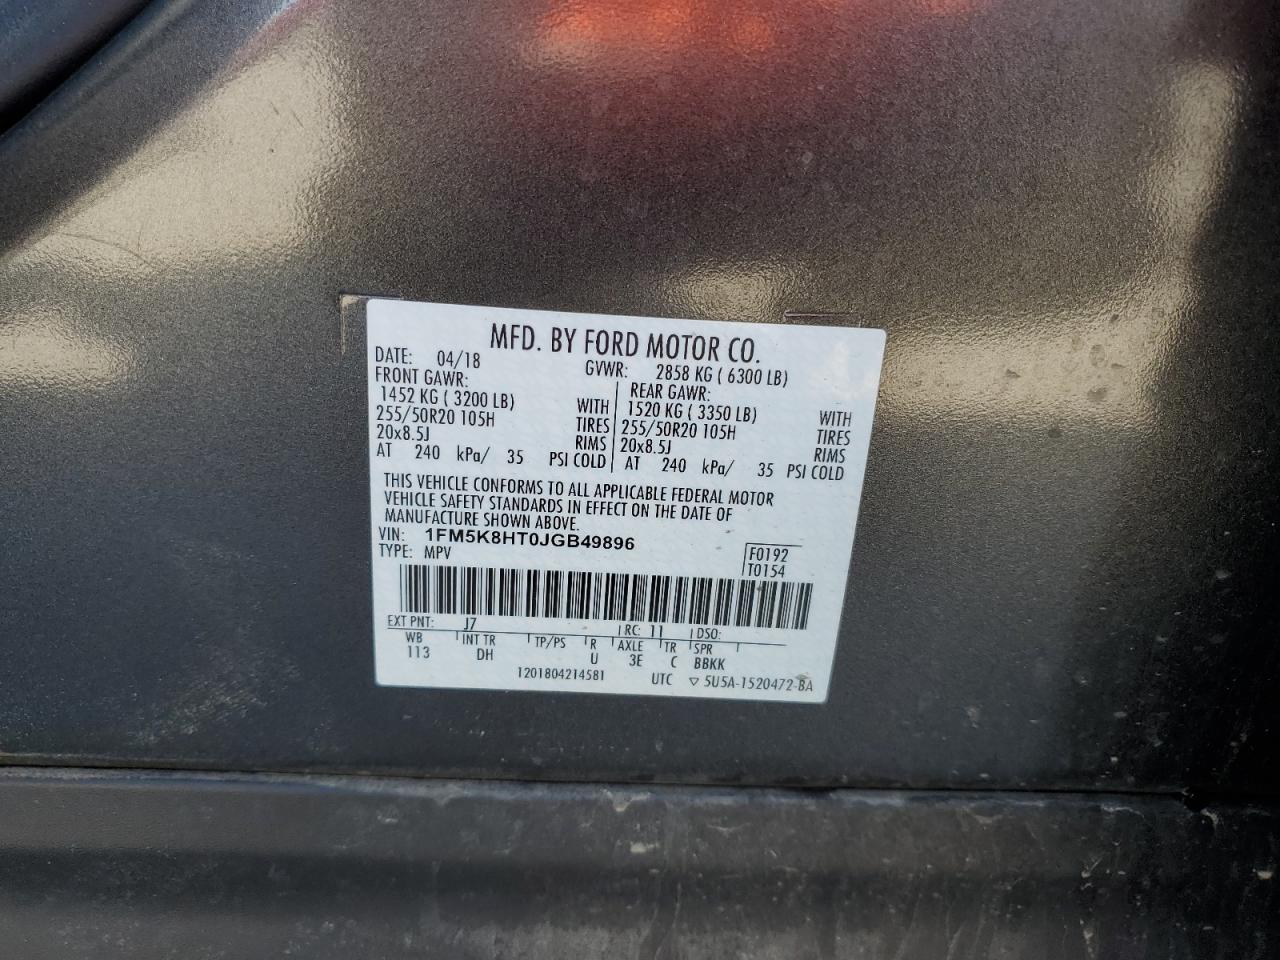 MFD. BY FORD MOTOR CO.
DATE: 04/18 GVWR: 2858 KG ( 6300 LB)
FRONT GAWR: REAR GAWR:
1452 KG ( 3200 LB) WITH 1520 KG ( 3350 LB) WITH
255/50R20 105H TIRES 255/50R20 105H TIRES
20x8.5J RIMS 20x8.5J RIMS
AT 240 kPa/ 35 PSI COLD AT 240 kPa/ 35 PSI COLD
THIS VEHICLE CONFORMS TO ALL APPLICABLE FEDERAL MOTOR
VEHICLE SAFETY STANDARDS IN EFFECT ON THE DATE OF
MANUFACTURE SHOWN ABOVE.
VIN: 1FM5K8HT0JGB49896 F0192
TYPE: MPV T0154
EXT PNT: J7 RC: 11 DSO:
WB INT TR TP/PS R AXLE TR SPR
113 DH U 3E C BBKK
1201804214581 UTC ▽ 5U5A-1520472-BA